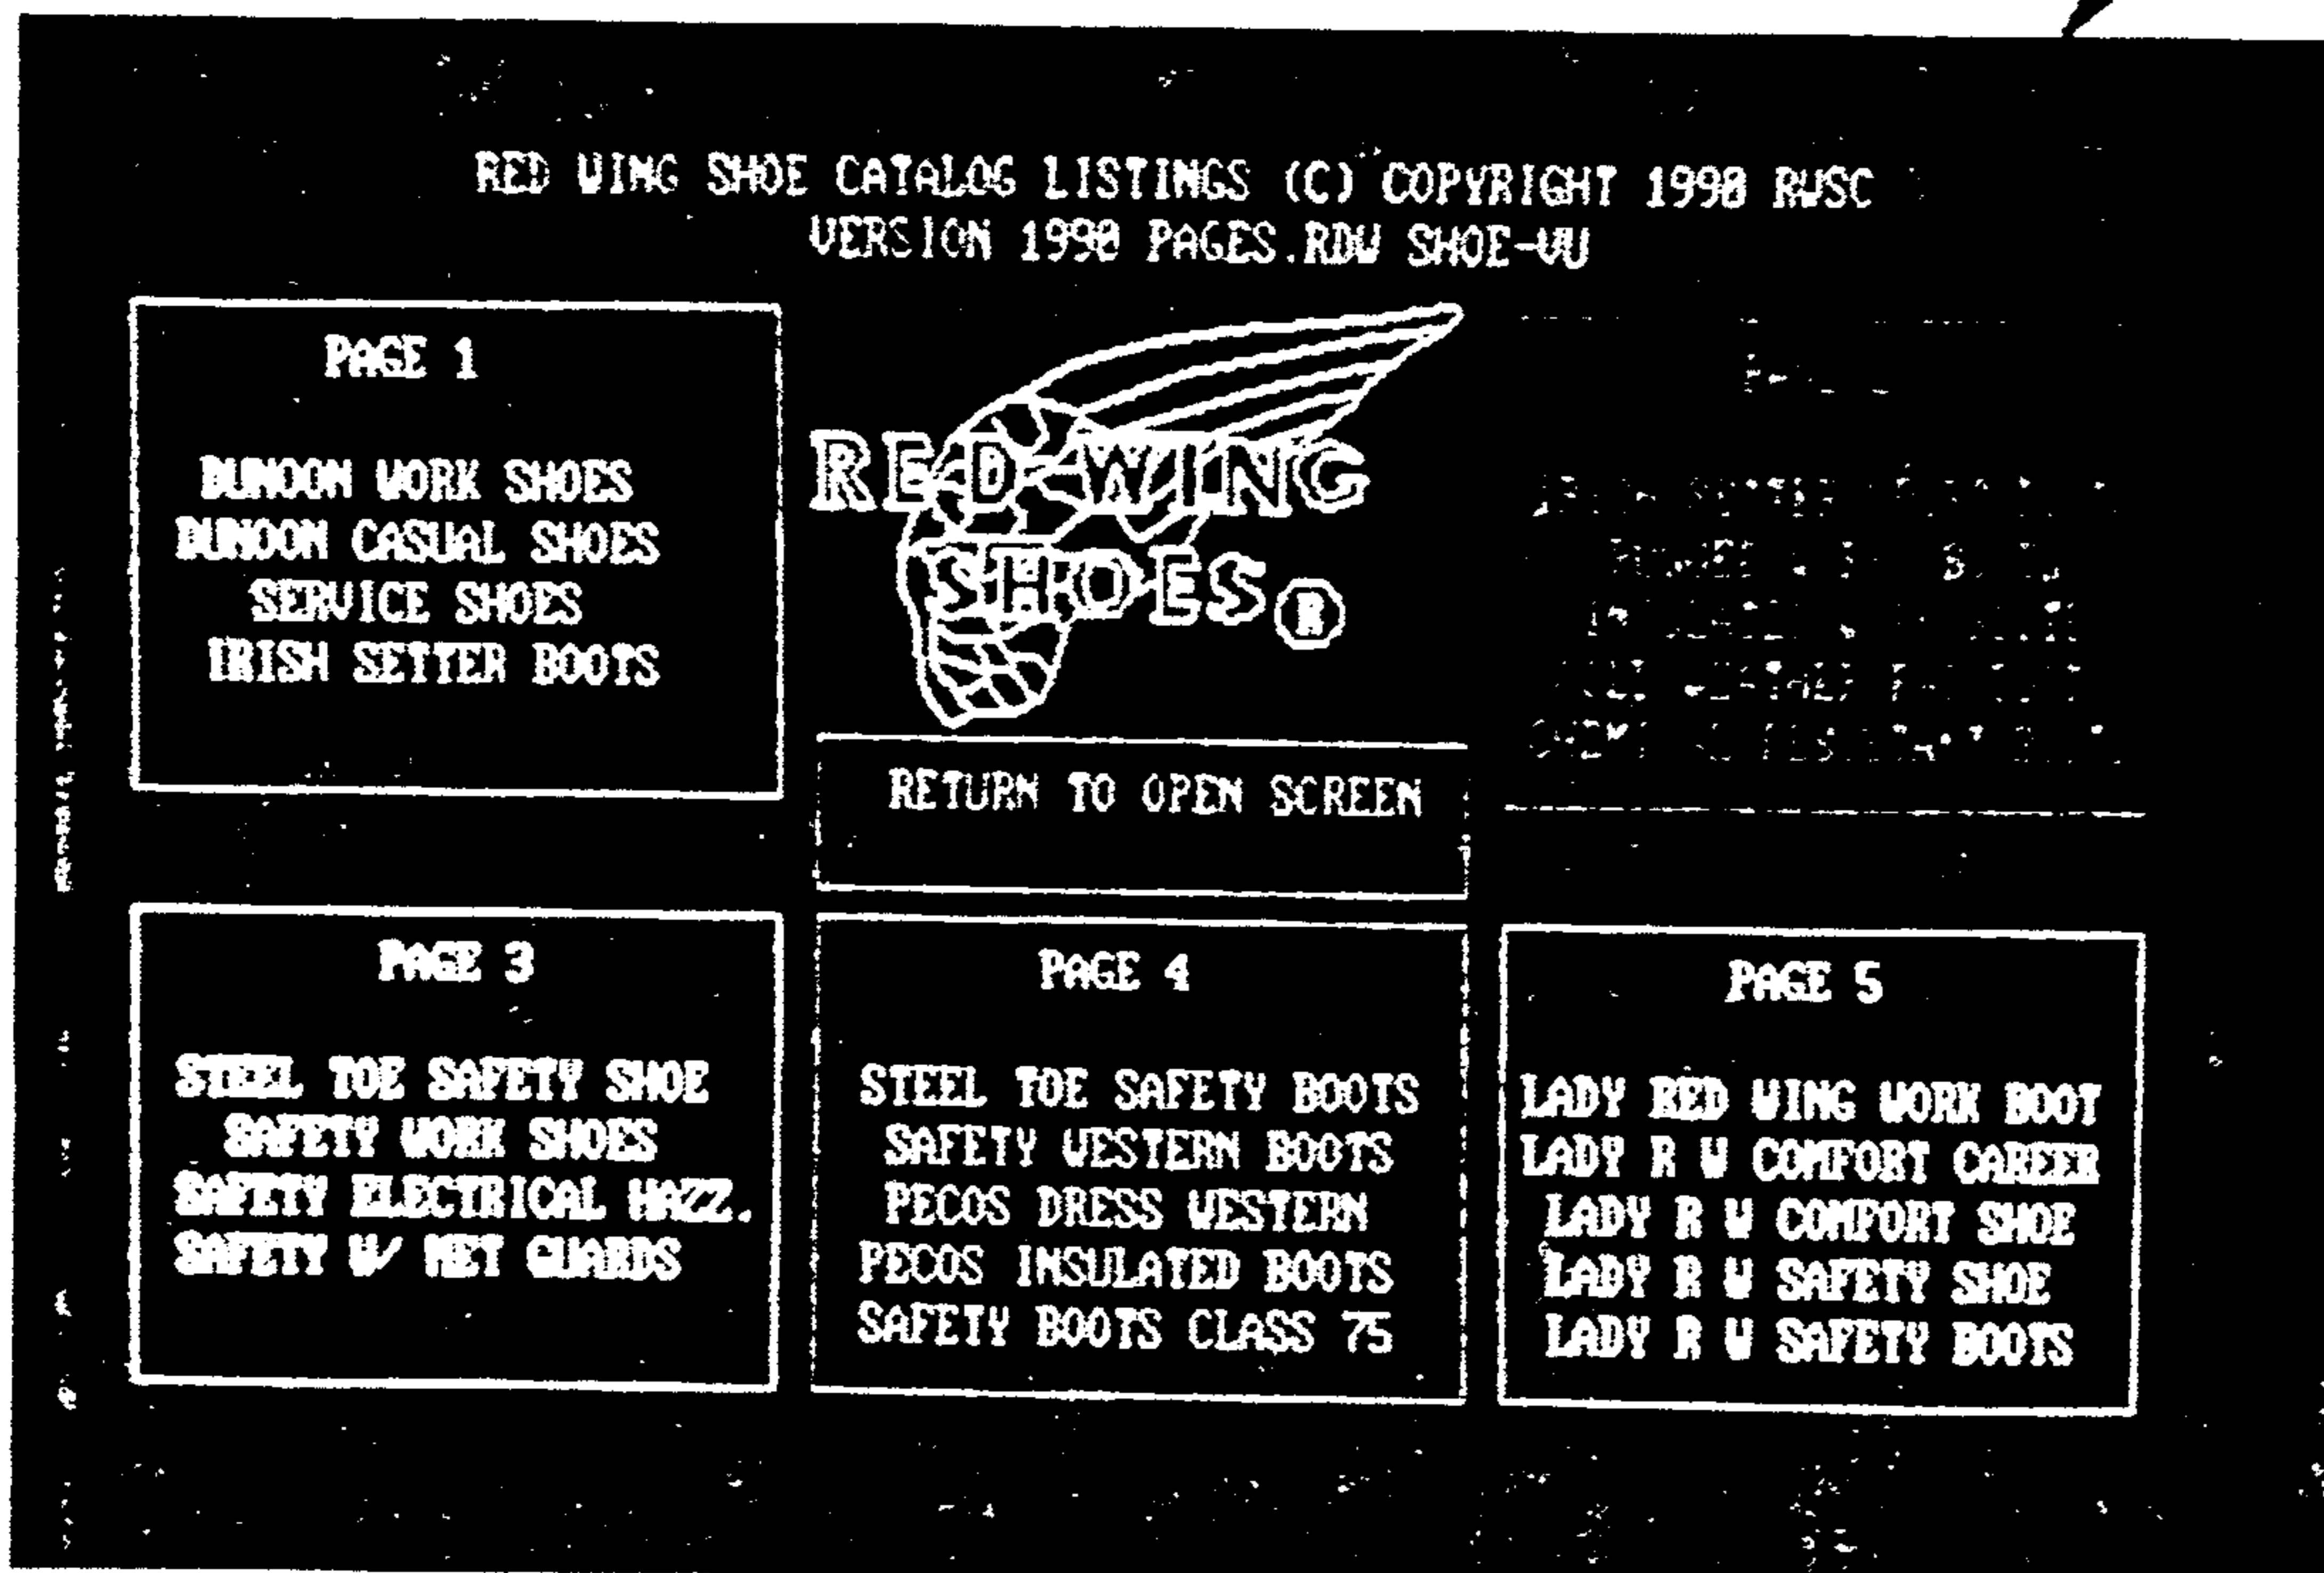 RED WING SHOE CATALOG LISTINGS (C) COPYRIGHT 1990 RWSC
VERSION 1990 PAGES.RDW SHOE-VU
PAGE 1
DUNOON WORK SHOES
DUNOON CASUAL SHOES
SERVICE SHOES
IRISH SETTER BOOTS
RED WING
SHOES ®
RETURN TO OPEN SCREEN
PAGE 3
STEEL TOE SAFETY SHOE
SAFETY WORK SHOES
SAFETY ELECTRICAL HAZZ.
SAFETY W/ MET GUARDS
PAGE 4
STEEL TOE SAFETY BOOTS
SAFETY WESTERN BOOTS
PECOS DRESS WESTERN
PECOS INSULATED BOOTS
SAFETY BOOTS CLASS 75
PAGE 5
LADY RED WING WORK BOOT
LADY R W COMFORT CAREER
LADY R W COMFORT SHOE
LADY R W SAFETY SHOE
LADY R W SAFETY BOOTS